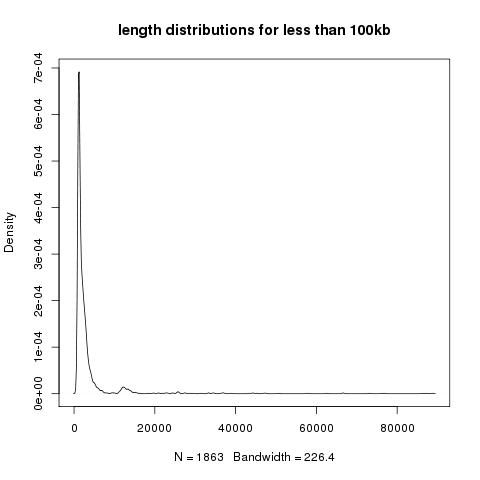 length distributions for less than 100kb
7e-04
6e-04
5e-04
4e-04
3e-04
2e-04
1e-04
0e+00
Density
0 20000 40000 60000 80000
N = 1863 Bandwidth = 226.4